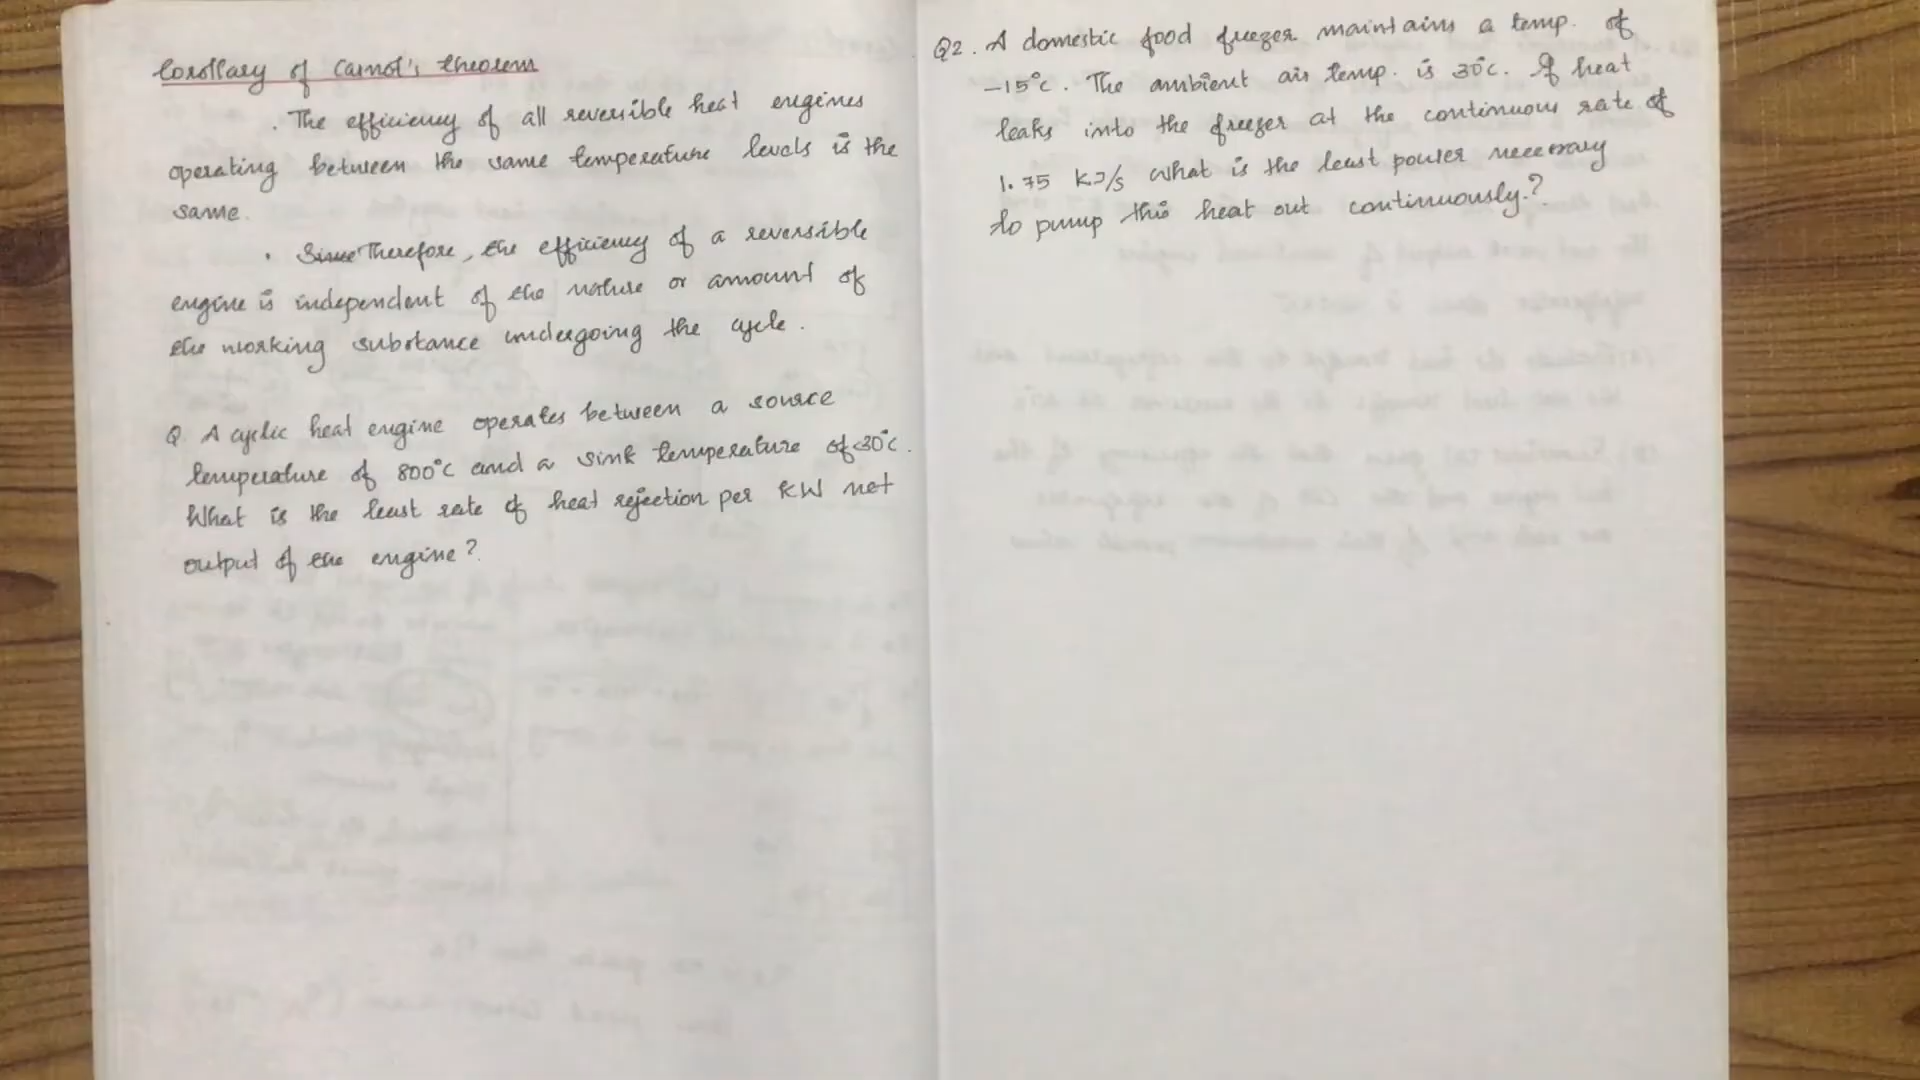 Corollary of Carnot's theorem
. The efficiency of all reversible heat engines
operating between the same temperature levels is the
same.
. Therefore, the efficiency of a reversible
engine is independent of the nature or amount of
the working substance undergoing the cycle.
Q. A cyclic heat engine operates between a source
temperature of 800°C and a sink temperature of 30°C.
What is the least rate of heat rejection per KW net
output of the engine?
Q2. A domestic food freezer maintains a temp. of
-15°C. The ambient air temp. is 30°C. If heat
leaks into the freezer at the continuous rate of
1.75 KJ/s what is the least power necessary
to pump this heat out continuously?